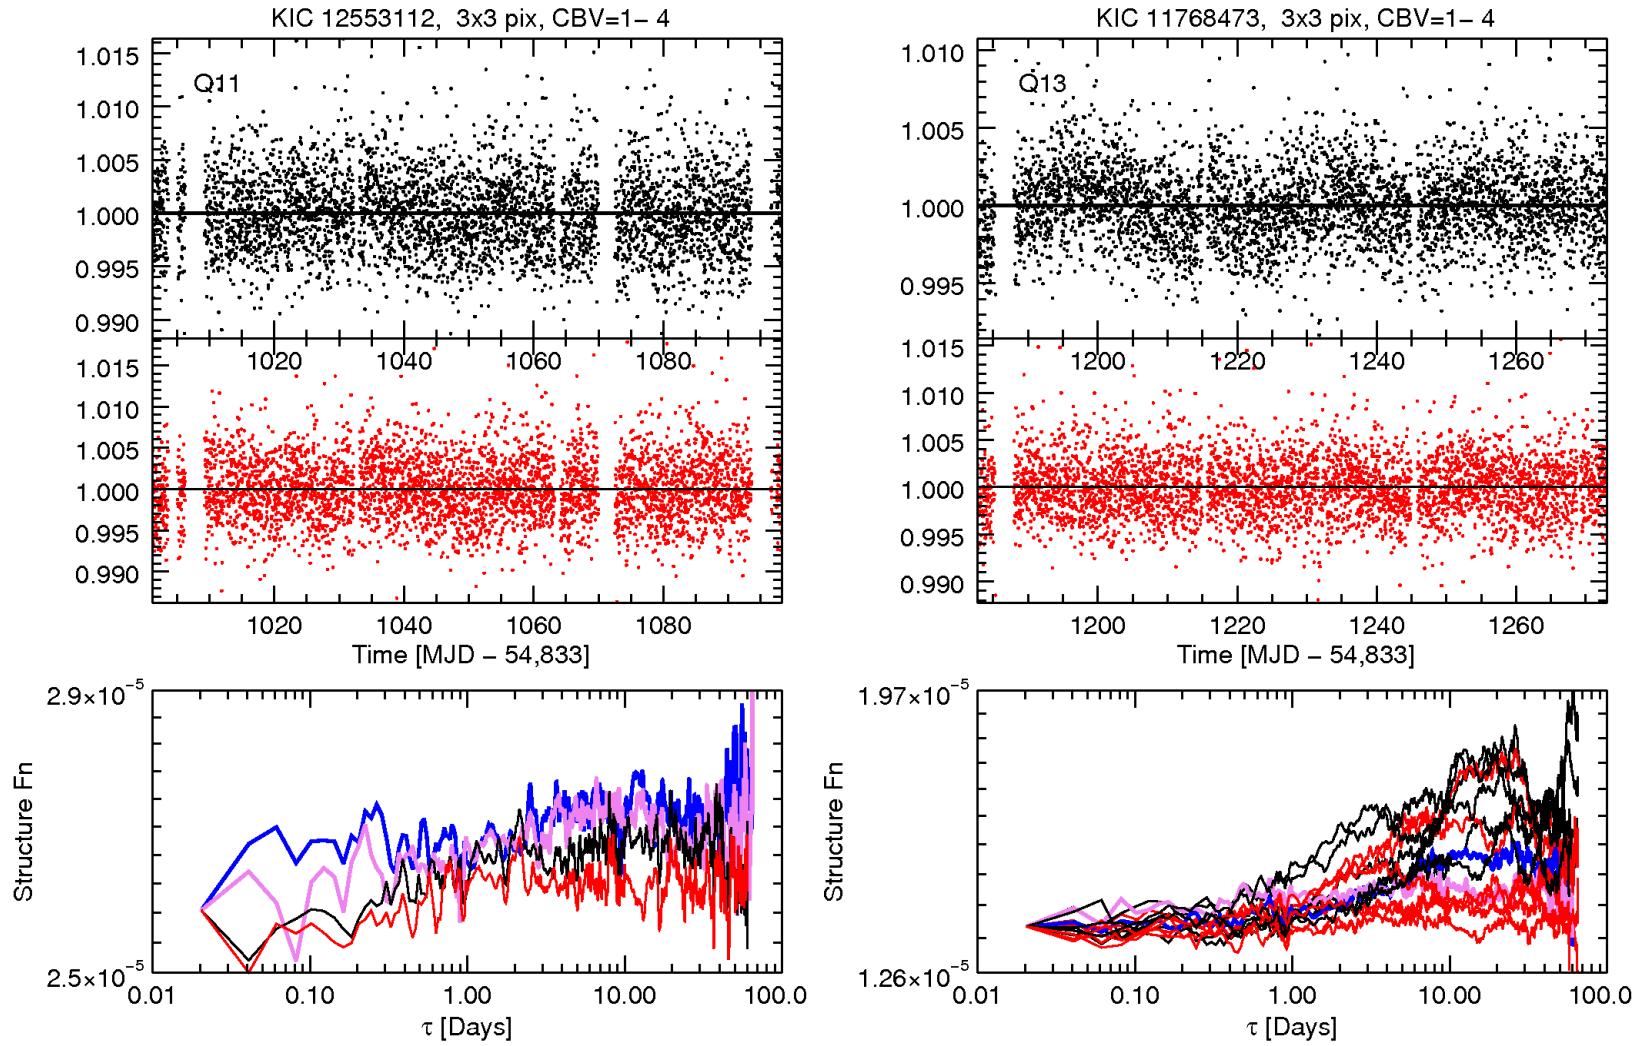 KIC 12553112, 3x3 pix, CBV=1− 4
Q11
1.015
1.010
1.005
1.000
0.995
0.990
1020 1040 1060 1080
1.015
1.010
1.005
1.000
0.995
0.990
1020 1040 1060 1080
Time [MJD − 54,833]
2.9×10⁻⁵
Structure Fn
2.5×10⁻⁵
0.01 0.10 1.00 10.00 100.0
τ [Days]
KIC 11768473, 3x3 pix, CBV=1− 4
Q13
1.010
1.005
1.000
0.995
1200 1220 1240 1260
1.015
1.010
1.005
1.000
0.995
0.990
1200 1220 1240 1260
Time [MJD − 54,833]
1.97×10⁻⁵
Structure Fn
1.26×10⁻⁵
0.01 0.10 1.00 10.00 100.0
τ [Days]